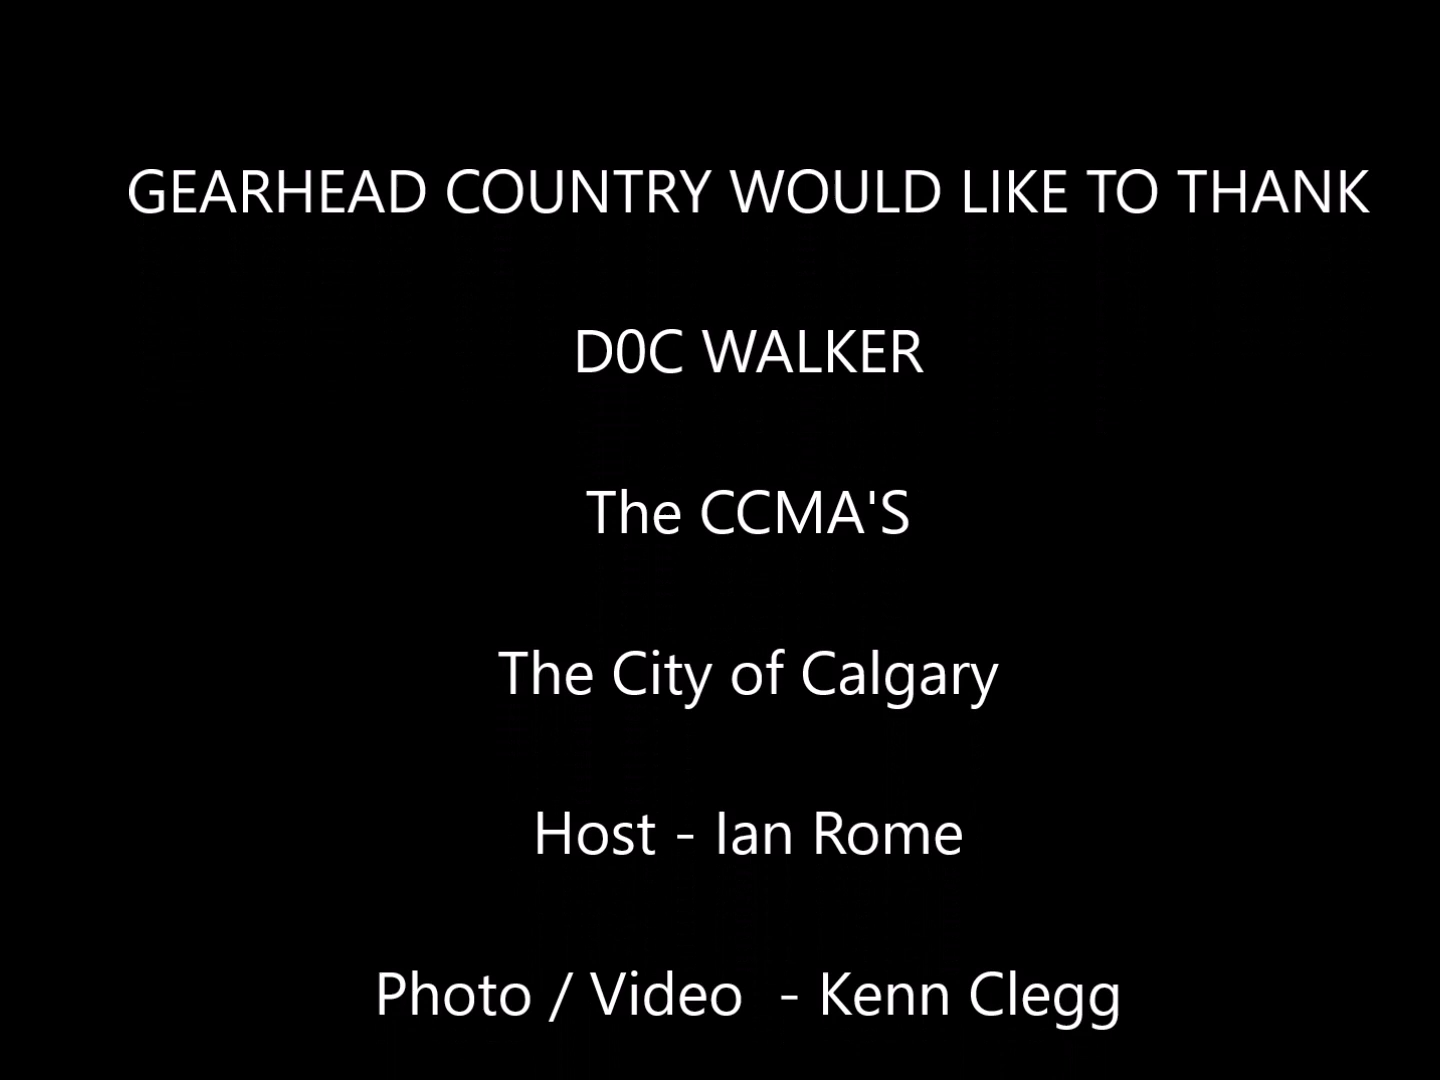 GEARHEAD COUNTRY WOULD LIKE TO THANK
D0C WALKER
The CCMA'S
The City of Calgary
Host - Ian Rome
Photo / Video  - Kenn Clegg